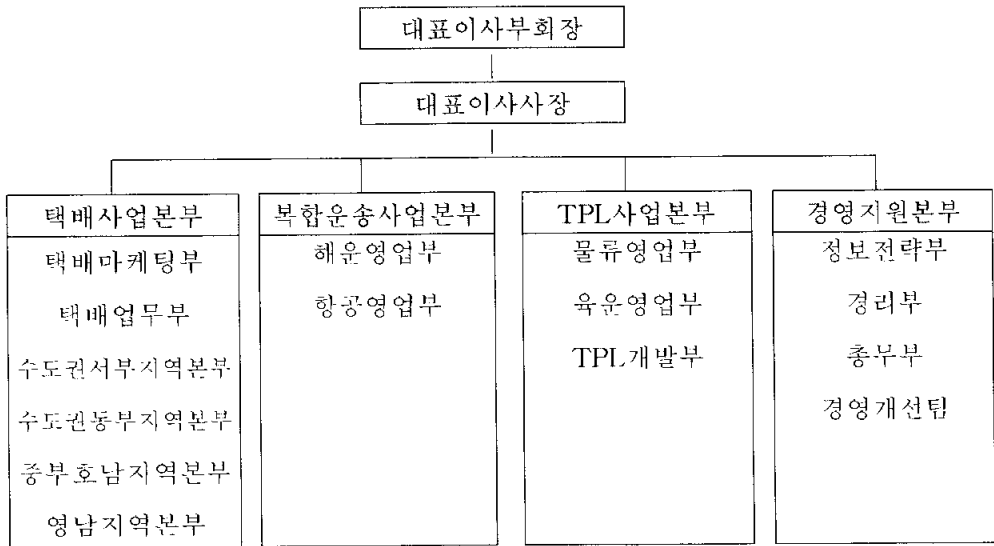 대표이사부회장
대표이사사장
택배사업본부
택배마케팅부
택배업무부
수도권서부지역본부
수도권동부지역본부
중부호남지역본부
영남지역본부
복합운송사업본부
해운영업부
항공영업부
TPL사업본부
물류영업부
육운영업부
TPL개발부
경영지원본부
정보전략부
경리부
총무부
경영개선팀